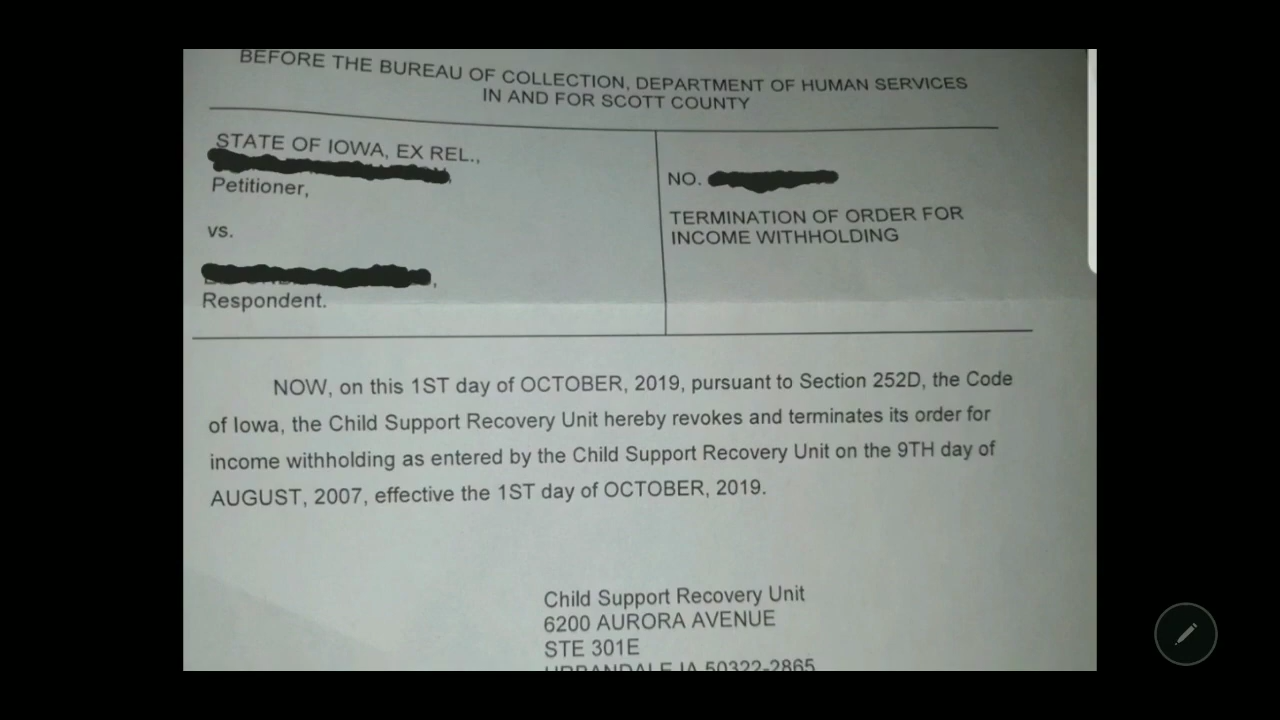 BEFORE THE BUREAU OF COLLECTION, DEPARTMENT OF HUMAN SERVICES
IN AND FOR SCOTT COUNTY
STATE OF IOWA, EX REL.,
Petitioner,
vs.
Respondent.
NO.
TERMINATION OF ORDER FOR
INCOME WITHHOLDING
NOW, on this 1ST day of OCTOBER, 2019, pursuant to Section 252D, the Code
of Iowa, the Child Support Recovery Unit hereby revokes and terminates its order for
income withholding as entered by the Child Support Recovery Unit on the 9TH day of
AUGUST, 2007, effective the 1ST day of OCTOBER, 2019.
Child Support Recovery Unit
6200 AURORA AVENUE
STE 301E
URBANDALE IA 50322-2865